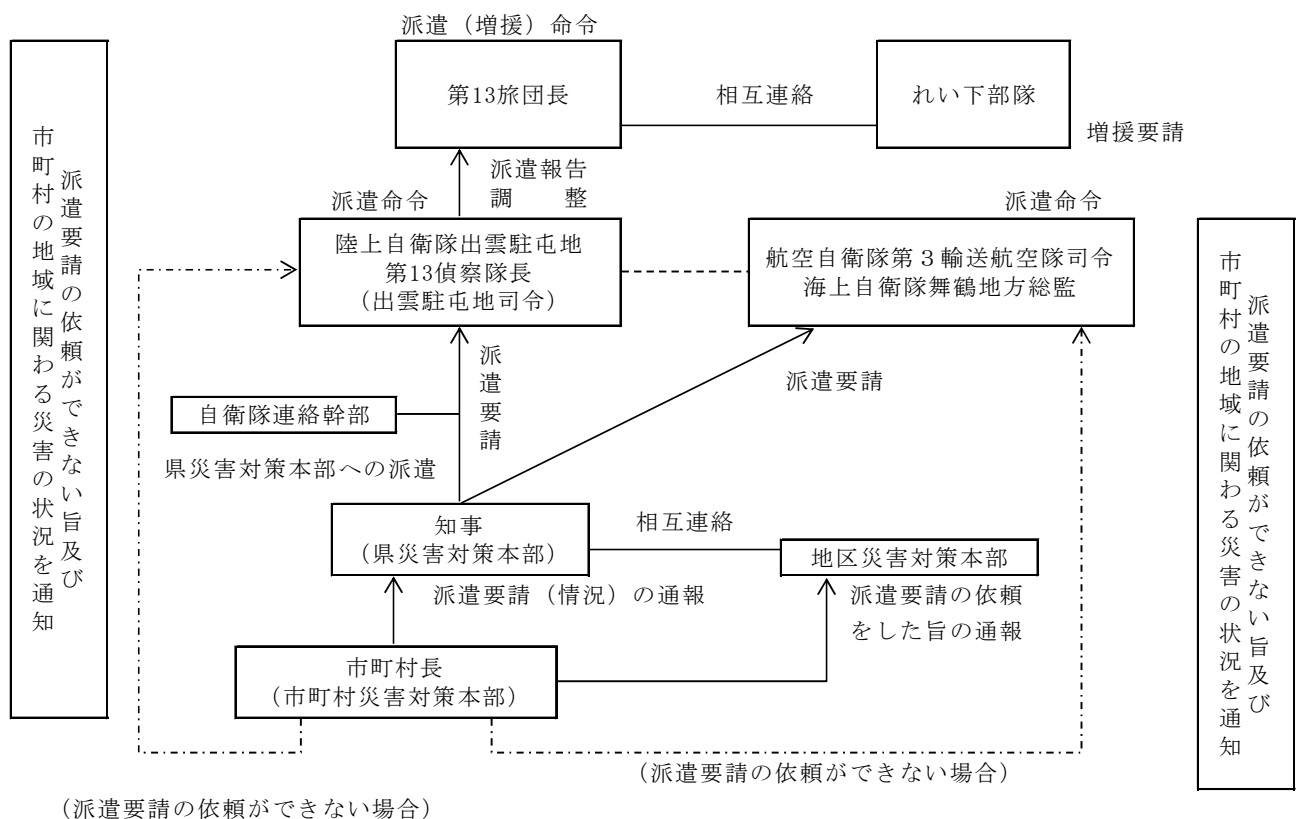 派遣（増援）命令
第13旅団長
相互連絡
れい下部隊
増援要請
派遣報告
調　　整
派遣命令
派遣命令
陸上自衛隊出雲駐屯地
第13偵察隊長
（出雲駐屯地司令）
航空自衛隊第３輸送航空隊司令
海上自衛隊舞鶴地方総監
派遣要請
派遣要請
自衛隊連絡幹部
県災害対策本部への派遣
知事
（県災害対策本部）
相互連絡
地区災害対策本部
派遣要請（情況）の通報
派遣要請の依頼
をした旨の通報
市町村長
（市町村災害対策本部）
（派遣要請の依頼ができない場合）
（派遣要請の依頼ができない場合）
派遣要請の依頼ができない旨及び
市町村の地域に関わる災害の状況を通知
派遣要請の依頼ができない旨及び
市町村の地域に関わる災害の状況を通知